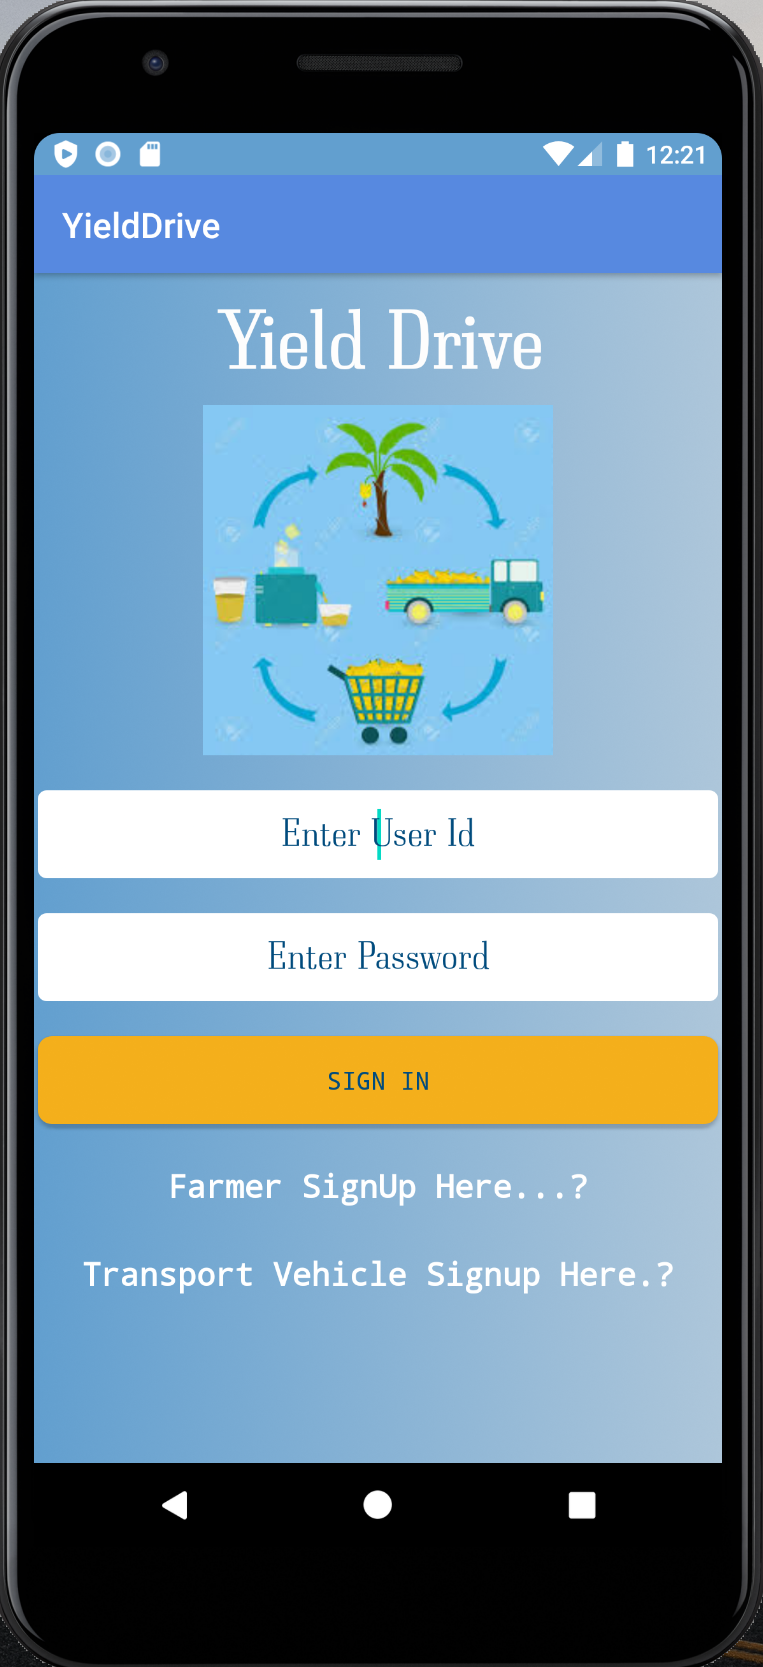 12:21
YieldDrive
Yield Drive
Enter User Id
Enter Password
SIGN IN
Farmer SignUp Here...?
Transport Vehicle Signup Here.?